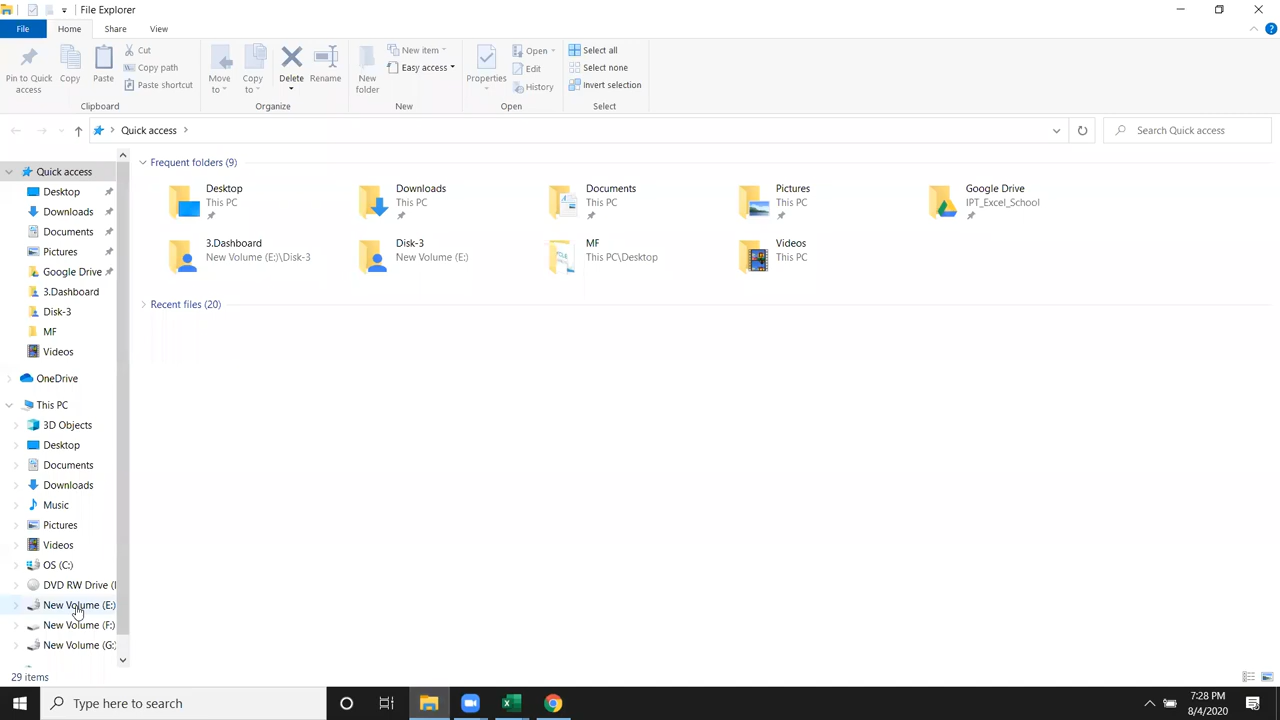 File Explorer
File Home Share View
Pin to Quick access
Copy
Paste
Cut
Copy path
Paste shortcut
Clipboard
Move to
Copy to
Delete
Rename
Organize
New folder
New item
Easy access
New
Properties
Open
Edit
History
Open
Select all
Select none
Invert selection
Select
Quick access
Search Quick access
Quick access
Desktop
Downloads
Documents
Pictures
Google Drive
3.Dashboard
Disk-3
MF
Videos
OneDrive
This PC
3D Objects
Desktop
Documents
Downloads
Music
Pictures
Videos
OS (C:)
DVD RW Drive (
New Volume (E:)
New Volume (F:)
New Volume (G:)
Frequent folders (9)
Desktop
This PC
Downloads
This PC
Documents
This PC
Pictures
This PC
Google Drive
IPT_Excel_School
3.Dashboard
New Volume (E:)\Disk-3
Disk-3
New Volume (E:)
MF
This PC\Desktop
Videos
This PC
Recent files (20)
29 items
Type here to search
7:28 PM
8/4/2020